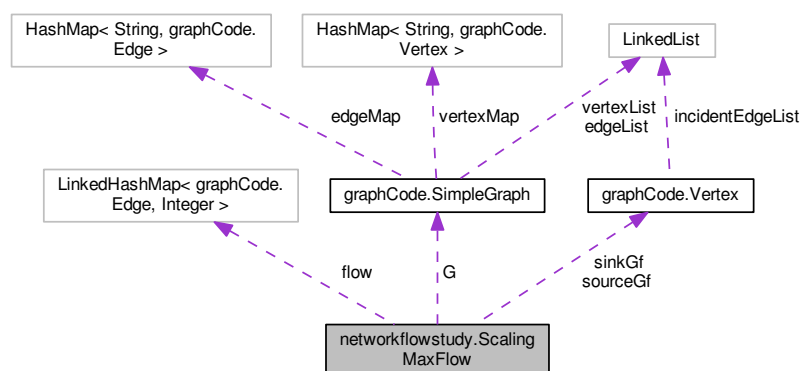 HashMap< String, graphCode.
Edge >
HashMap< String, graphCode.
Vertex >
LinkedList
edgeMap
vertexMap
vertexList
edgeList
incidentEdgeList
LinkedHashMap< graphCode.
Edge, Integer >
graphCode.SimpleGraph
graphCode.Vertex
flow
G
sinkGf
sourceGf
networkflowstudy.Scaling
MaxFlow